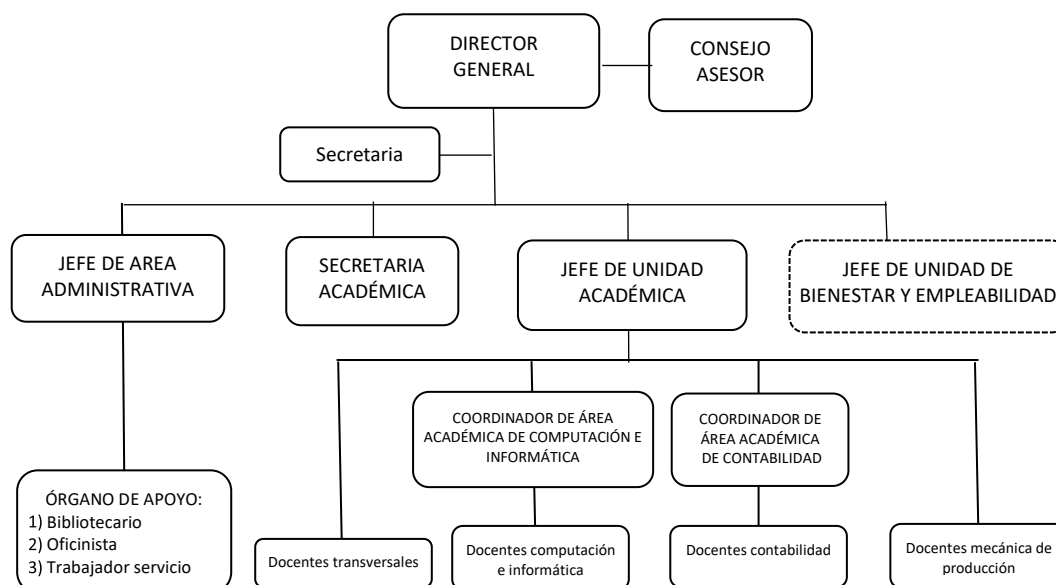 DIRECTOR
GENERAL
CONSEJO
ASESOR
Secretaria
JEFE DE AREA
ADMINISTRATIVA
SECRETARIA
ACADÉMICA
JEFE DE UNIDAD
ACADÉMICA
JEFE DE UNIDAD DE
BIENESTAR Y EMPLEABILIDAD
COORDINADOR DE ÁREA
ACADÉMICA DE COMPUTACIÓN E
INFORMÁTICA
COORDINADOR DE
ÁREA ACADÉMICA
DE CONTABILIDAD
ÓRGANO DE APOYO:
1) Bibliotecario
2) Oficinista
3) Trabajador servicio
Docentes transversales
Docentes computación
e informática
Docentes contabilidad
Docentes mecánica de
producción